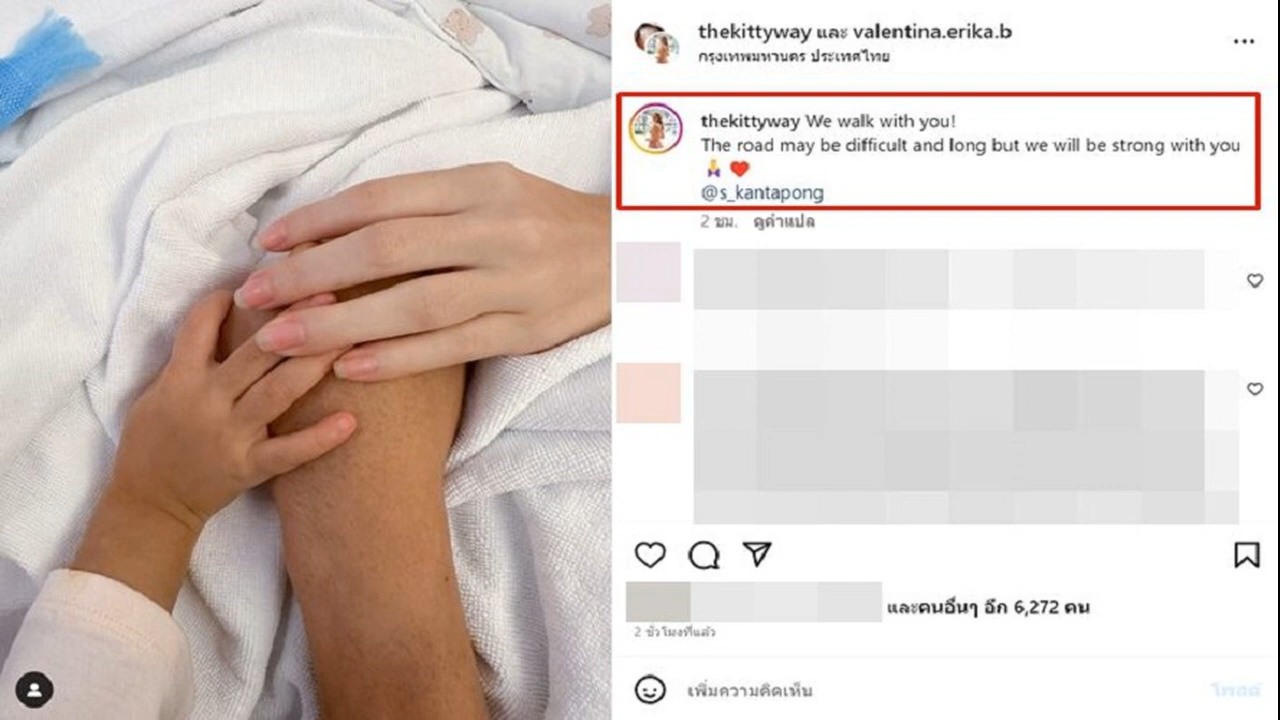 thekittyway และ valentina.erika.b
กรุงเทพมหานคร ประเทศไทย
thekittyway We walk with you!
The road may be difficult and long but we will be strong with you
@s_kantapong
2 ชม. ดูคำแปล
และคนอื่นๆ อีก 6,272 คน
2 ชั่วโมงที่แล้ว
เพิ่มความคิดเห็น
โพสต์